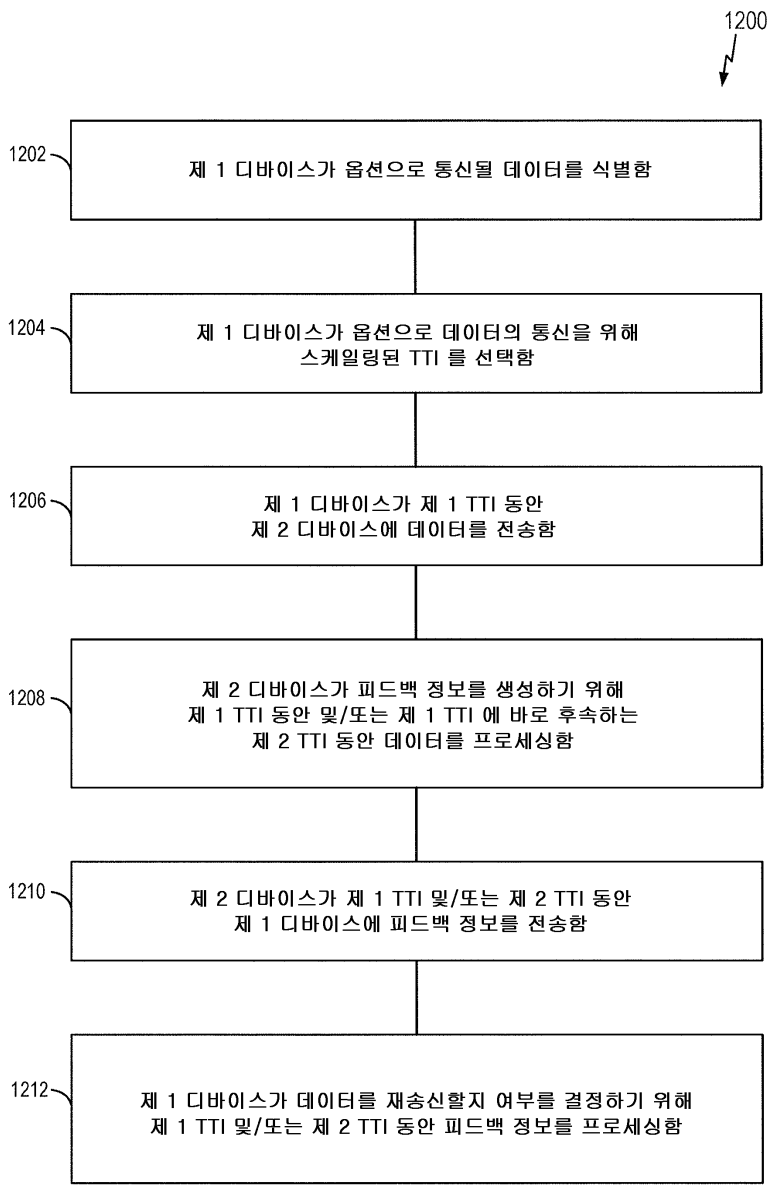 1200
1202
제 1 디바이스가 옵션으로 통신될 데이터를 식별함
1204
제 1 디바이스가 옵션으로 데이터의 통신을 위해
스케일링된 TTI 를 선택함
1206
제 1 디바이스가 제 1 TTI 동안
제 2 디바이스에 데이터를 전송함
1208
제 2 디바이스가 피드백 정보를 생성하기 위해
제 1 TTI 동안 및/또는 제 1 TTI 에 바로 후속하는
제 2 TTI 동안 데이터를 프로세싱함
1210
제 2 디바이스가 제 1 TTI 및/또는 제 2 TTI 동안
제 1 디바이스에 피드백 정보를 전송함
1212
제 1 디바이스가 데이터를 재송신할지 여부를 결정하기 위해
제 1 TTI 및/또는 제 2 TTI 동안 피드백 정보를 프로세싱함